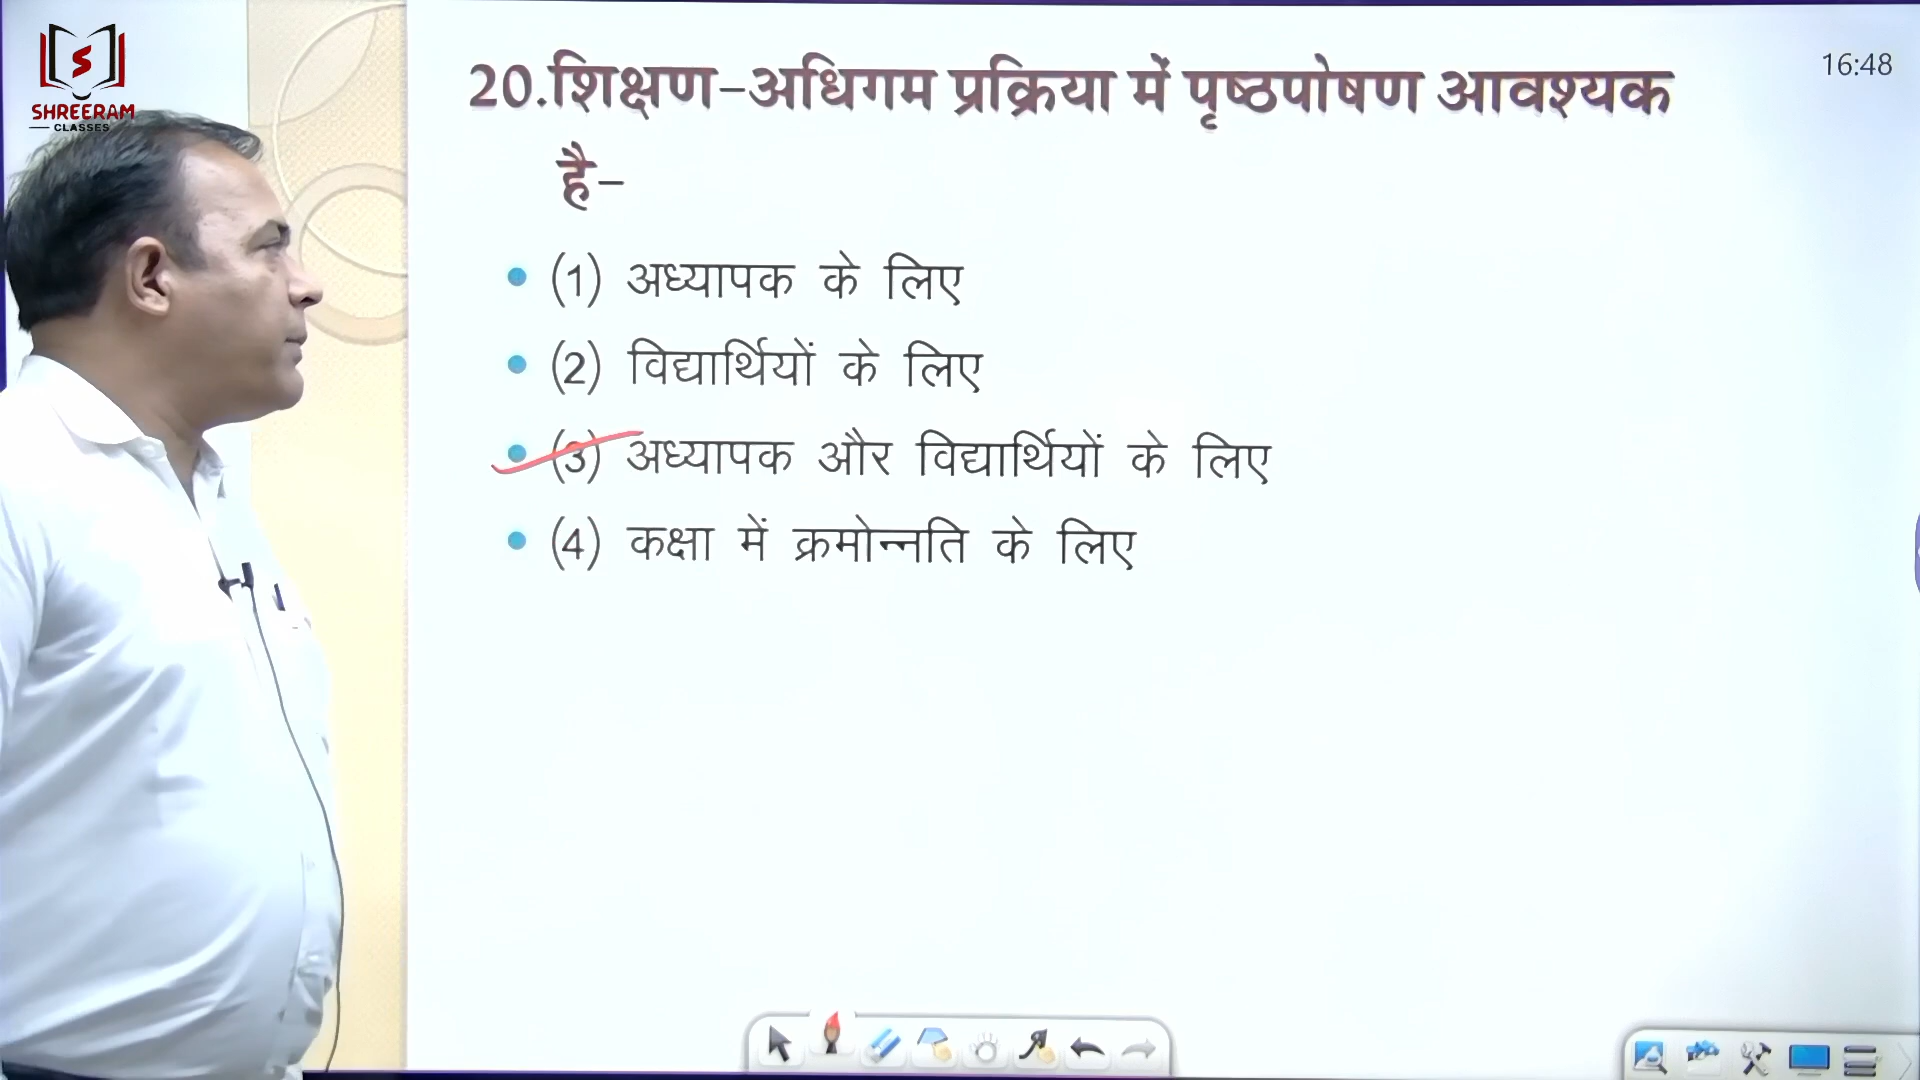 S
SHREERAM
CLASSES
16:48
20.शिक्षण-अधिगम प्रक्रिया में पृष्ठपोषण आवश्यक
है-
(1) अध्यापक के लिए
(2) विद्यार्थियों के लिए
(3) अध्यापक और विद्यार्थियों के लिए
(4) कक्षा में क्रमोन्नति के लिए